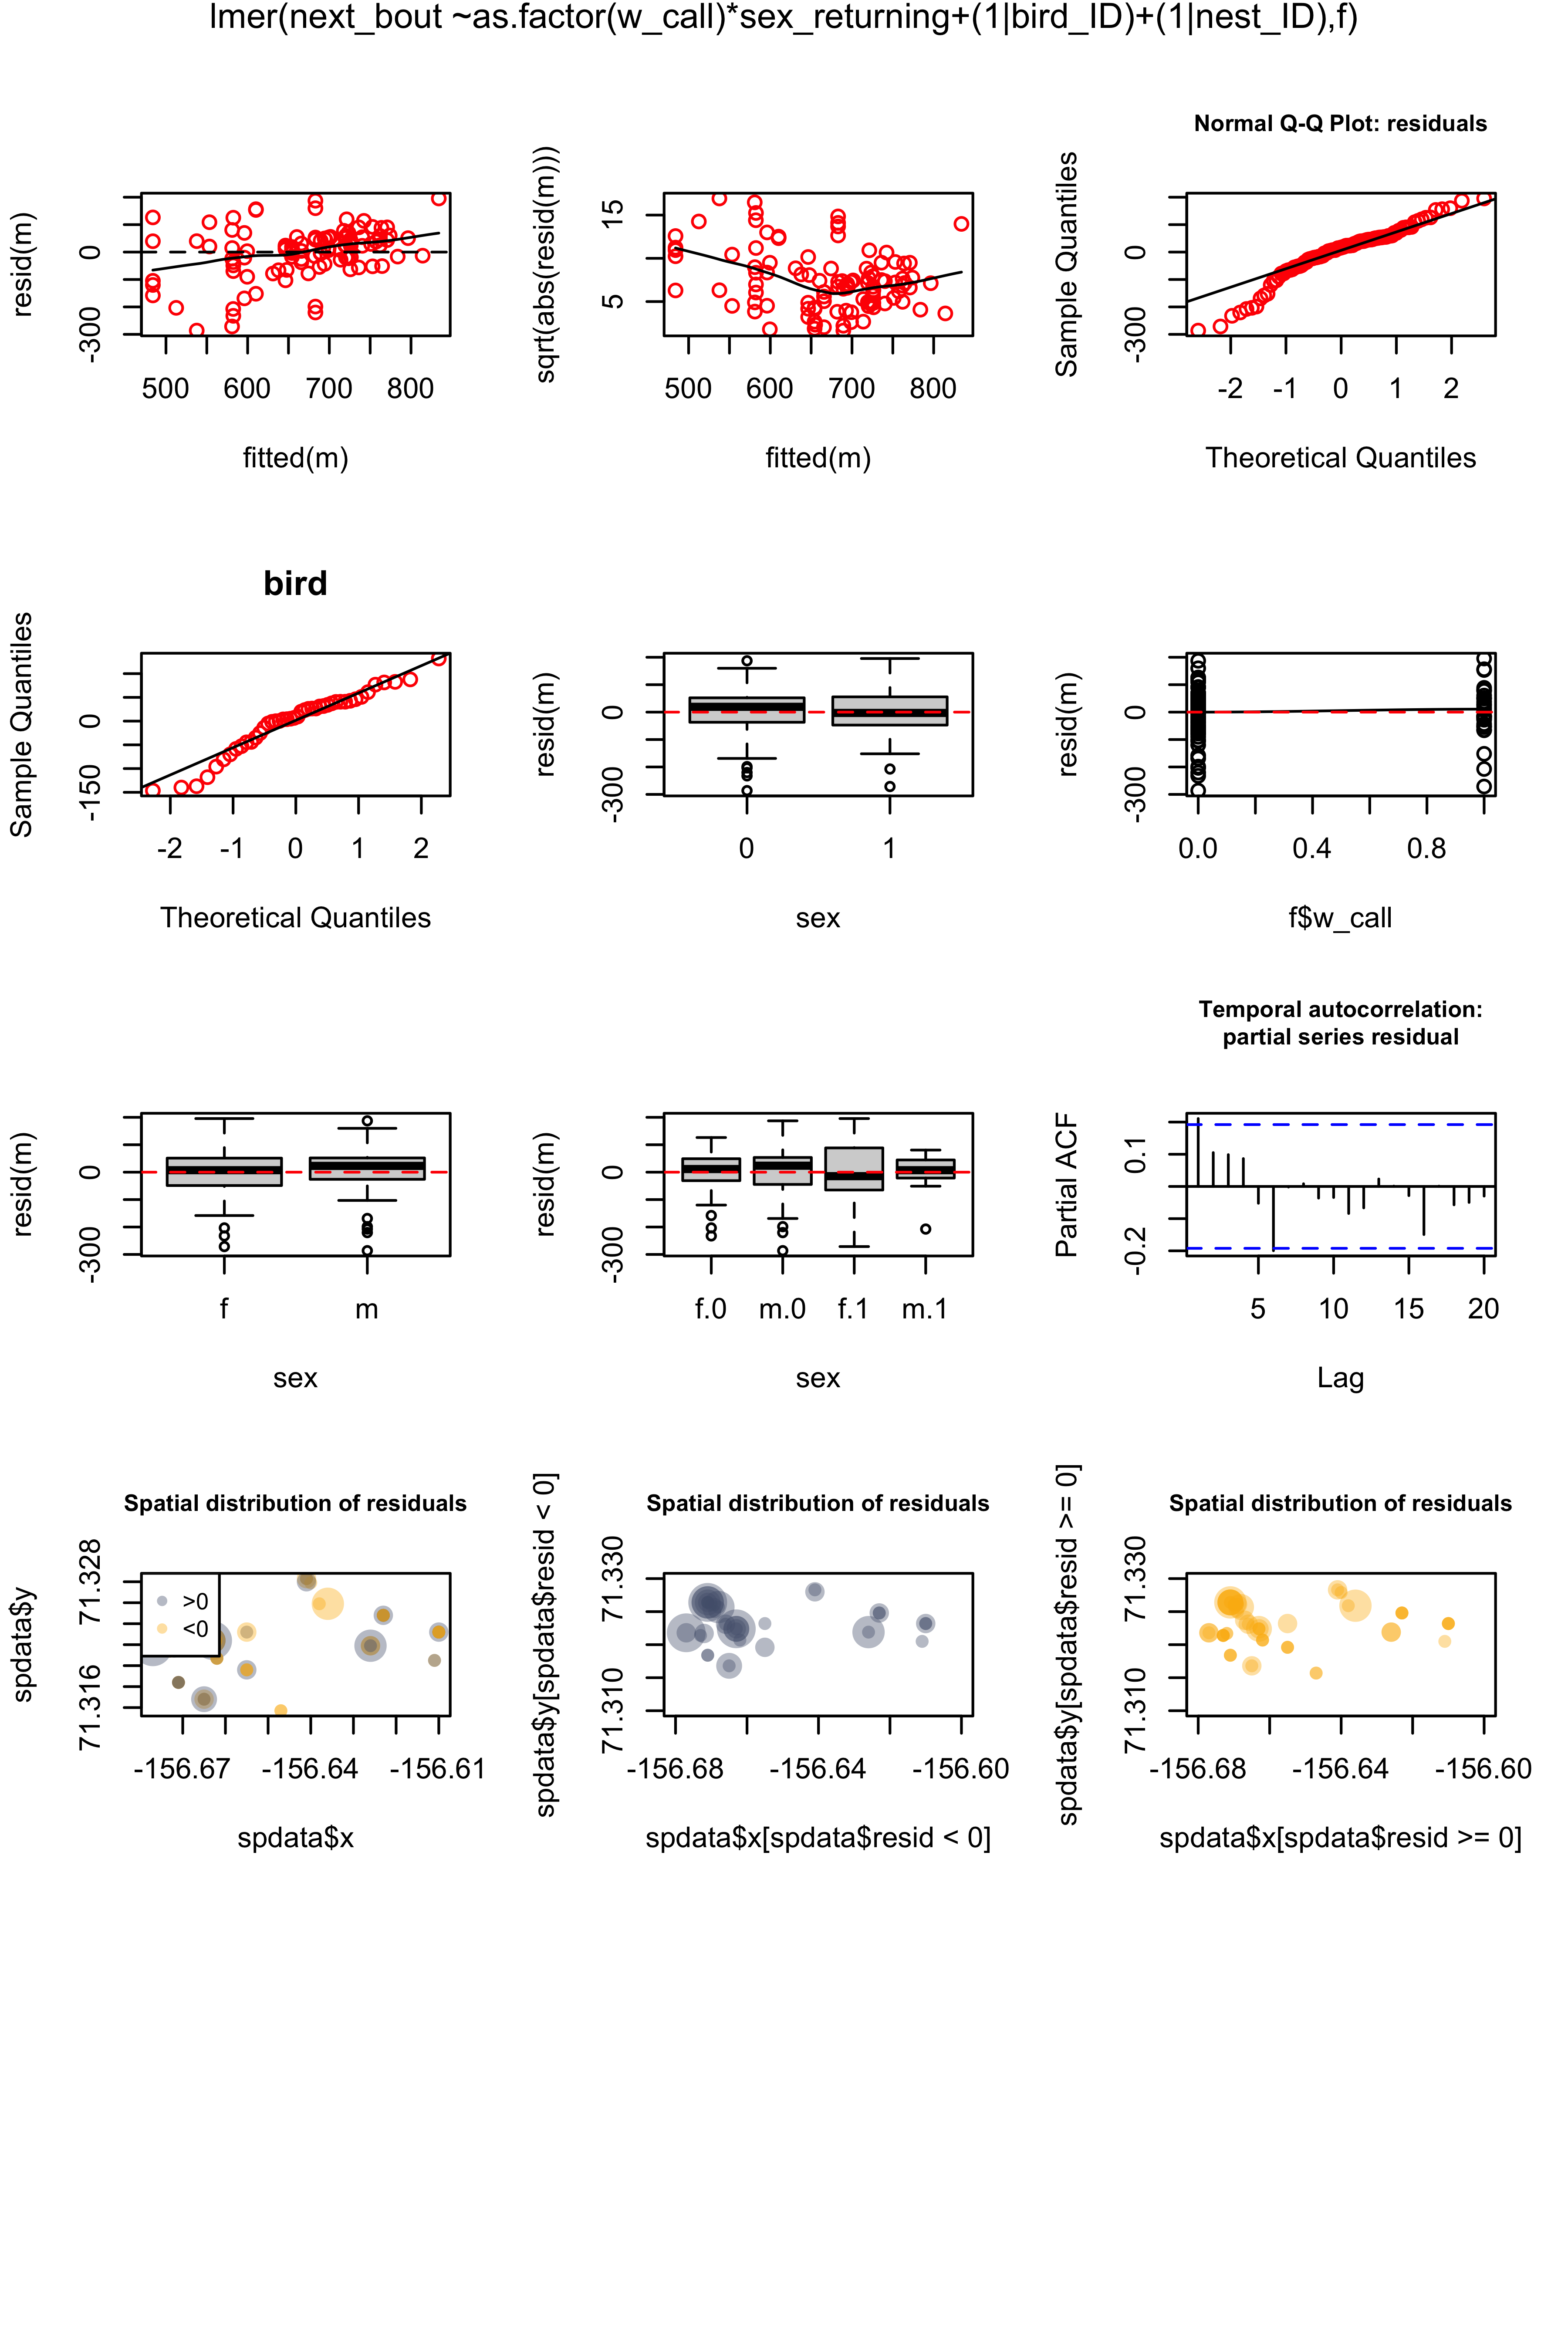 lmer(next_bout ~as.factor(w_call)*sex_returning+(1|bird_ID)+(1|nest_ID),f)
resid(m)
0
-300
500 600 700 800
fitted(m)
sqrt(abs(resid(m)))
15
5
500 600 700 800
fitted(m)
Normal Q-Q Plot: residuals
Sample Quantiles
0
-300
-2 -1 0 1 2
Theoretical Quantiles
bird
Sample Quantiles
0
-150
-2 -1 0 1 2
Theoretical Quantiles
resid(m)
0
-300
0 1
sex
resid(m)
0
-300
0.0 0.4 0.8
f$w_call
resid(m)
0
-300
f m
sex
resid(m)
0
-300
f.0 m.0 f.1 m.1
sex
Temporal autocorrelation:
partial series residual
Partial ACF
0.1
-0.2
5 10 15 20
Lag
Spatial distribution of residuals
spdata$y
71.328
71.316
>0
<0
-156.67 -156.64 -156.61
spdata$x
Spatial distribution of residuals
spdata$y[spdata$resid < 0]
71.330
71.310
-156.68 -156.64 -156.60
spdata$x[spdata$resid < 0]
Spatial distribution of residuals
spdata$y[spdata$resid >= 0]
71.330
71.310
-156.68 -156.64 -156.60
spdata$x[spdata$resid >= 0]